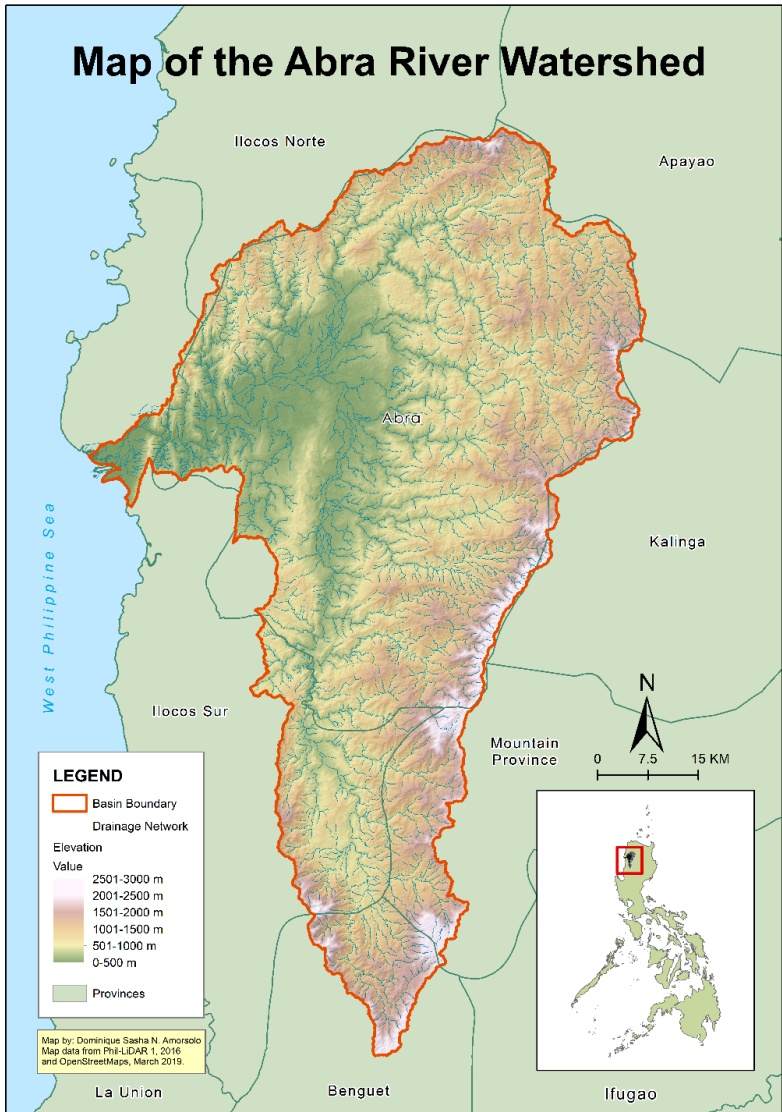 Map of the Abra River Watershed
Ilocos Norte
Apayao
Abra
West Philippine Sea
Kalinga
Ilocos Sur
Mountain
Province
N
0 7.5 15 KM
LEGEND
Basin Boundary
Drainage Network
Elevation
Value
2501-3000 m
2001-2500 m
1501-2000 m
1001-1500 m
501-1000 m
0-500 m
Provinces
Map by: Dominique Sasha N. Amorsolo
Map data from Phil-LiDAR 1, 2016
and OpenStreetMaps, March 2019.
La Union
Benguet
Ifugao